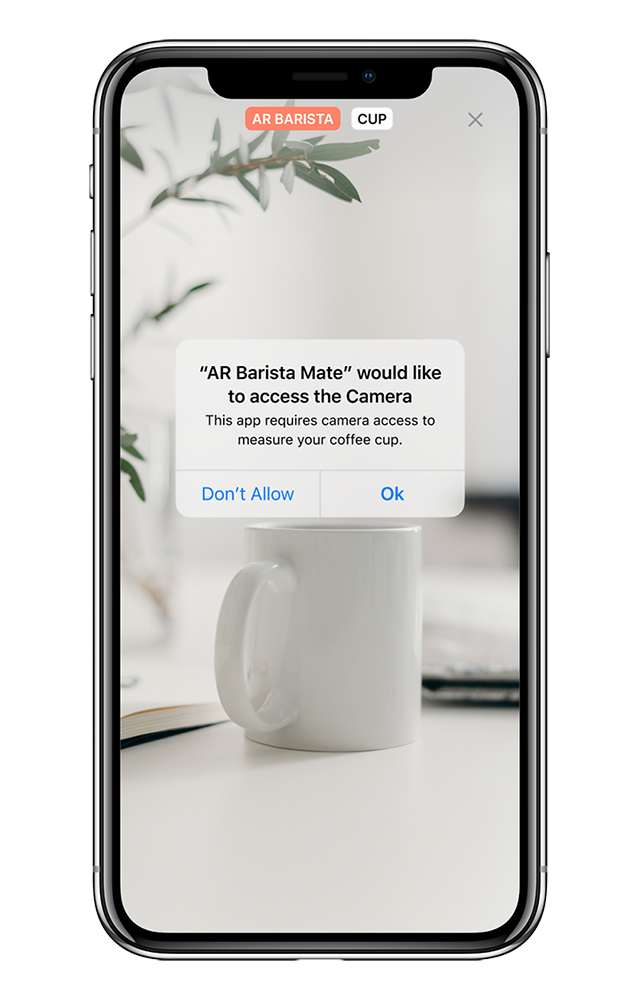 AR BARISTA CUP
“AR Barista Mate” would like
to access the Camera
This app requires camera access to
measure your coffee cup.
Don’t Allow Ok